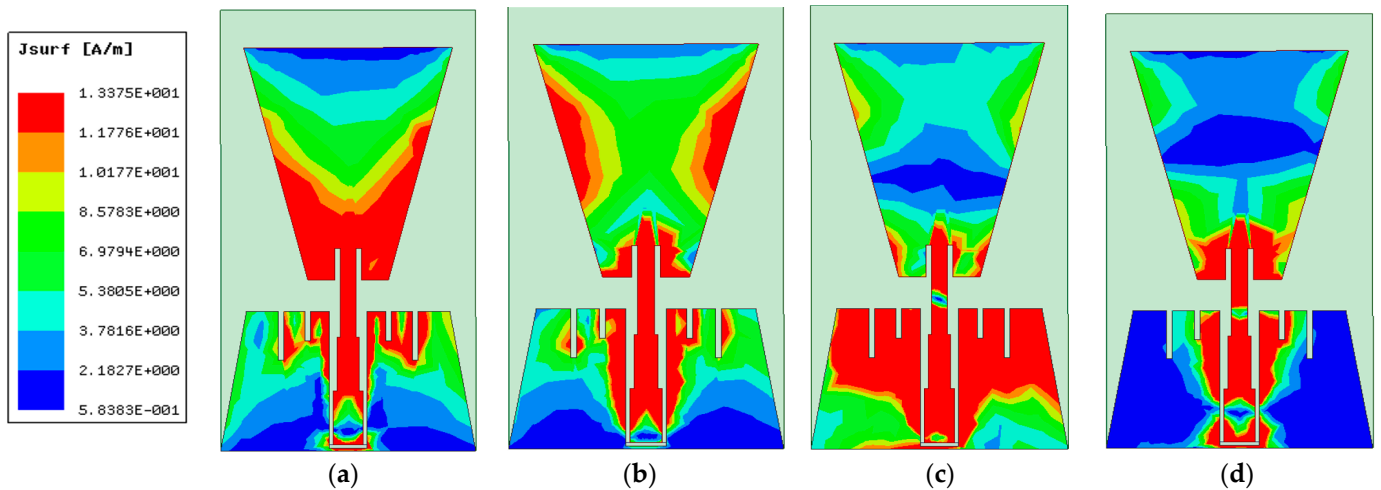 Jsurf [A/m]
1.3375E+001
1.1776E+001
1.0177E+001
8.5783E+000
6.9794E+000
5.3805E+000
3.7816E+000
2.1827E+000
5.8383E-001
(a)
(b)
(c)
(d)